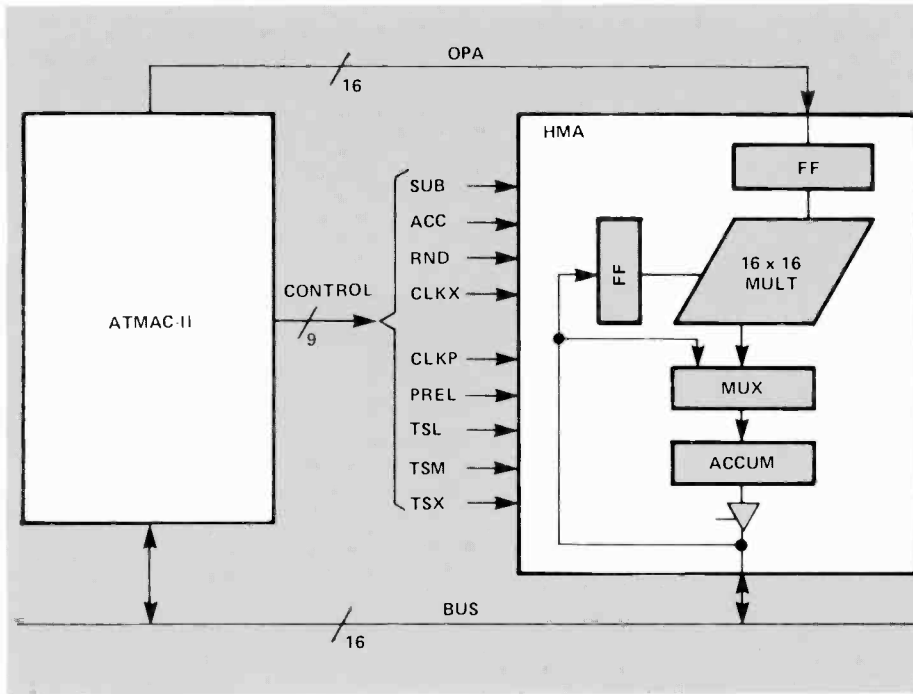 OPA
16
HMA
FF
SUB
ACC
RND
CLKX
CONTROL
9
ATMAC-II
FF
16 x 16
MULT
CLKP
PREL
TSL
TSM
TSX
MUX
ACCUM
BUS
16